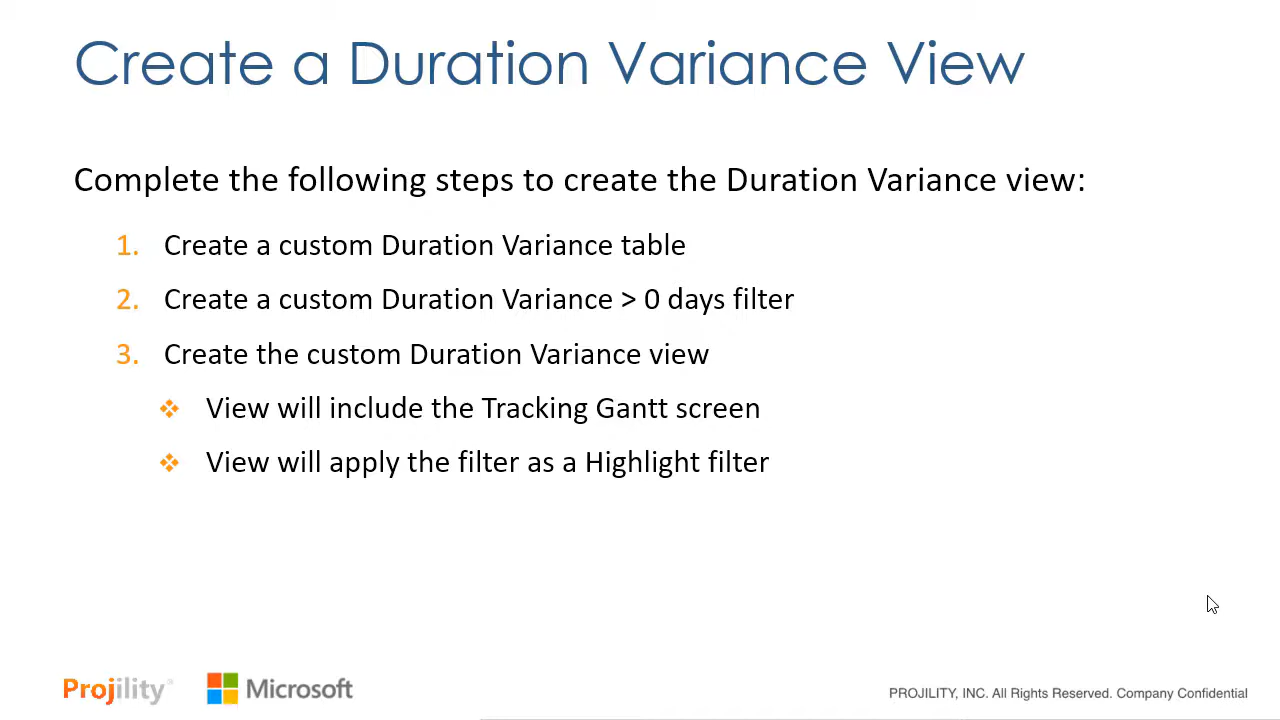 Create a Duration Variance View
Complete the following steps to create the Duration Variance view:
1. Create a custom Duration Variance table
2. Create a custom Duration Variance > 0 days filter
3. Create the custom Duration Variance view
❖ View will include the Tracking Gantt screen
❖ View will apply the filter as a Highlight filter
Projility® Microsoft
PROJILITY, INC. All Rights Reserved. Company Confidential